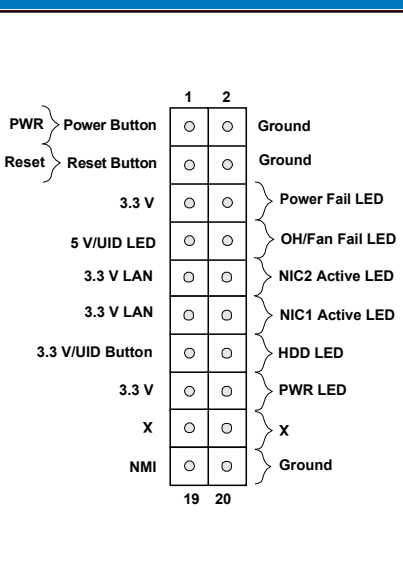 1 2
PWR Power Button Ground
Reset Reset Button Ground
3.3 V Power Fail LED
5 V/UID LED OH/Fan Fail LED
3.3 V LAN NIC2 Active LED
3.3 V LAN NIC1 Active LED
3.3 V/UID Button HDD LED
3.3 V PWR LED
X X
NMI Ground
19 20